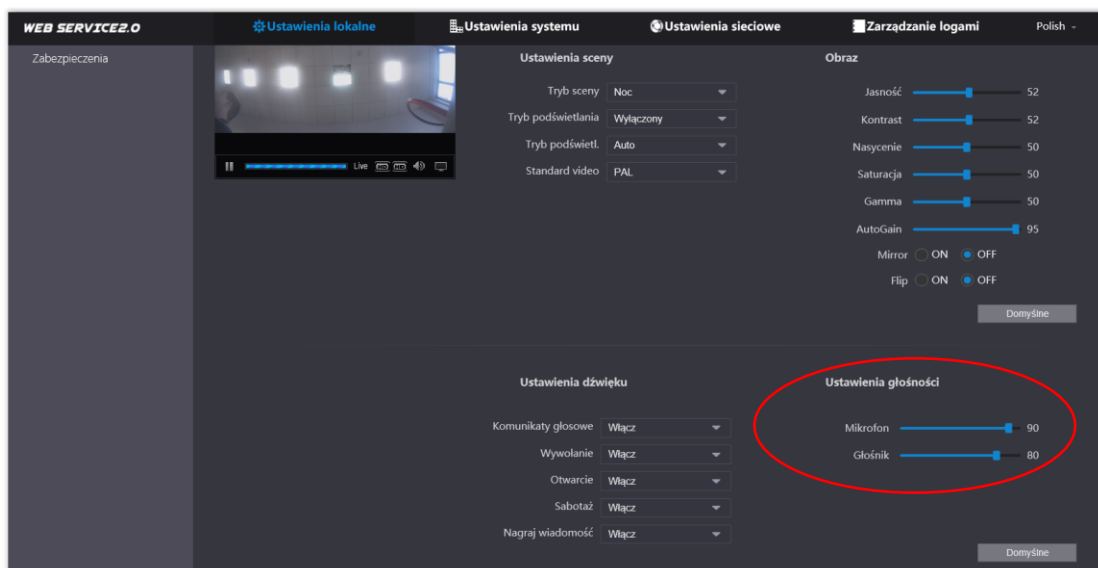 WEB SERVICE2.0
Ustawienia lokalne
Ustawienia systemu
Ustawienia sieciowe
Zarządzanie logami
Polish
Zabezpieczenia
Live
Ustawienia sceny
Tryb sceny Noc
Tryb podświetlania Wyłączony
Tryb podświetl. Auto
Standard video PAL
Obraz
Jasność 52
Kontrast 52
Nasycenie 50
Saturacja 50
Gamma 50
AutoGain 95
Mirror ON OFF
Flip ON OFF
Domyślne
Ustawienia dźwięku
Komunikaty głosowe Włącz
Wywołanie Włącz
Otwarcie Włącz
Sabotaż Włącz
Nagraj wiadomość Włącz
Ustawienia głośności
Mikrofon 90
Głośnik 80
Domyślne